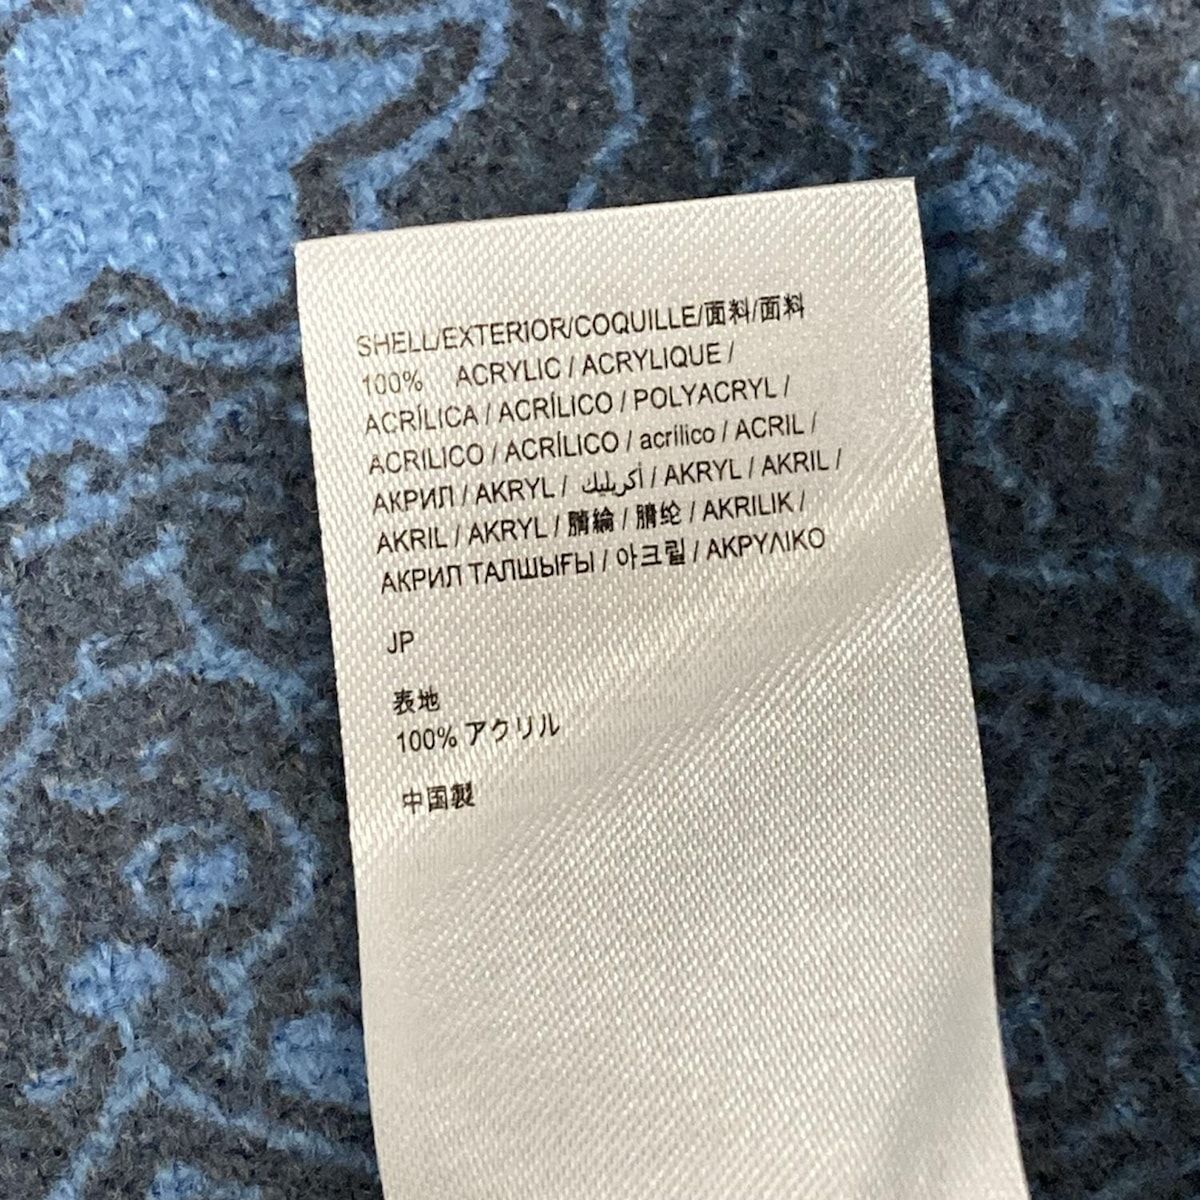 SHELL/EXTERIOR/COQUILLE/面料/面料
100% ACRYLIC / ACRYLIQUE /
ACRÍLICA / ACRÍLICO / POLYACRYL /
ACRILICO / ACRÍLICO / acrílico / ACRIL /
АКРИЛ / AKRYL / أكريليك / AKRYL / AKRIL /
AKRIL / AKRYL / 腈綸 / 腈纶 / AKRILIK /
АКРИЛ ТАЛШЫҒЫ / 아크릴 / ΑΚΡΥΛΙΚΟ
JP
表地
100% アクリル
中国製